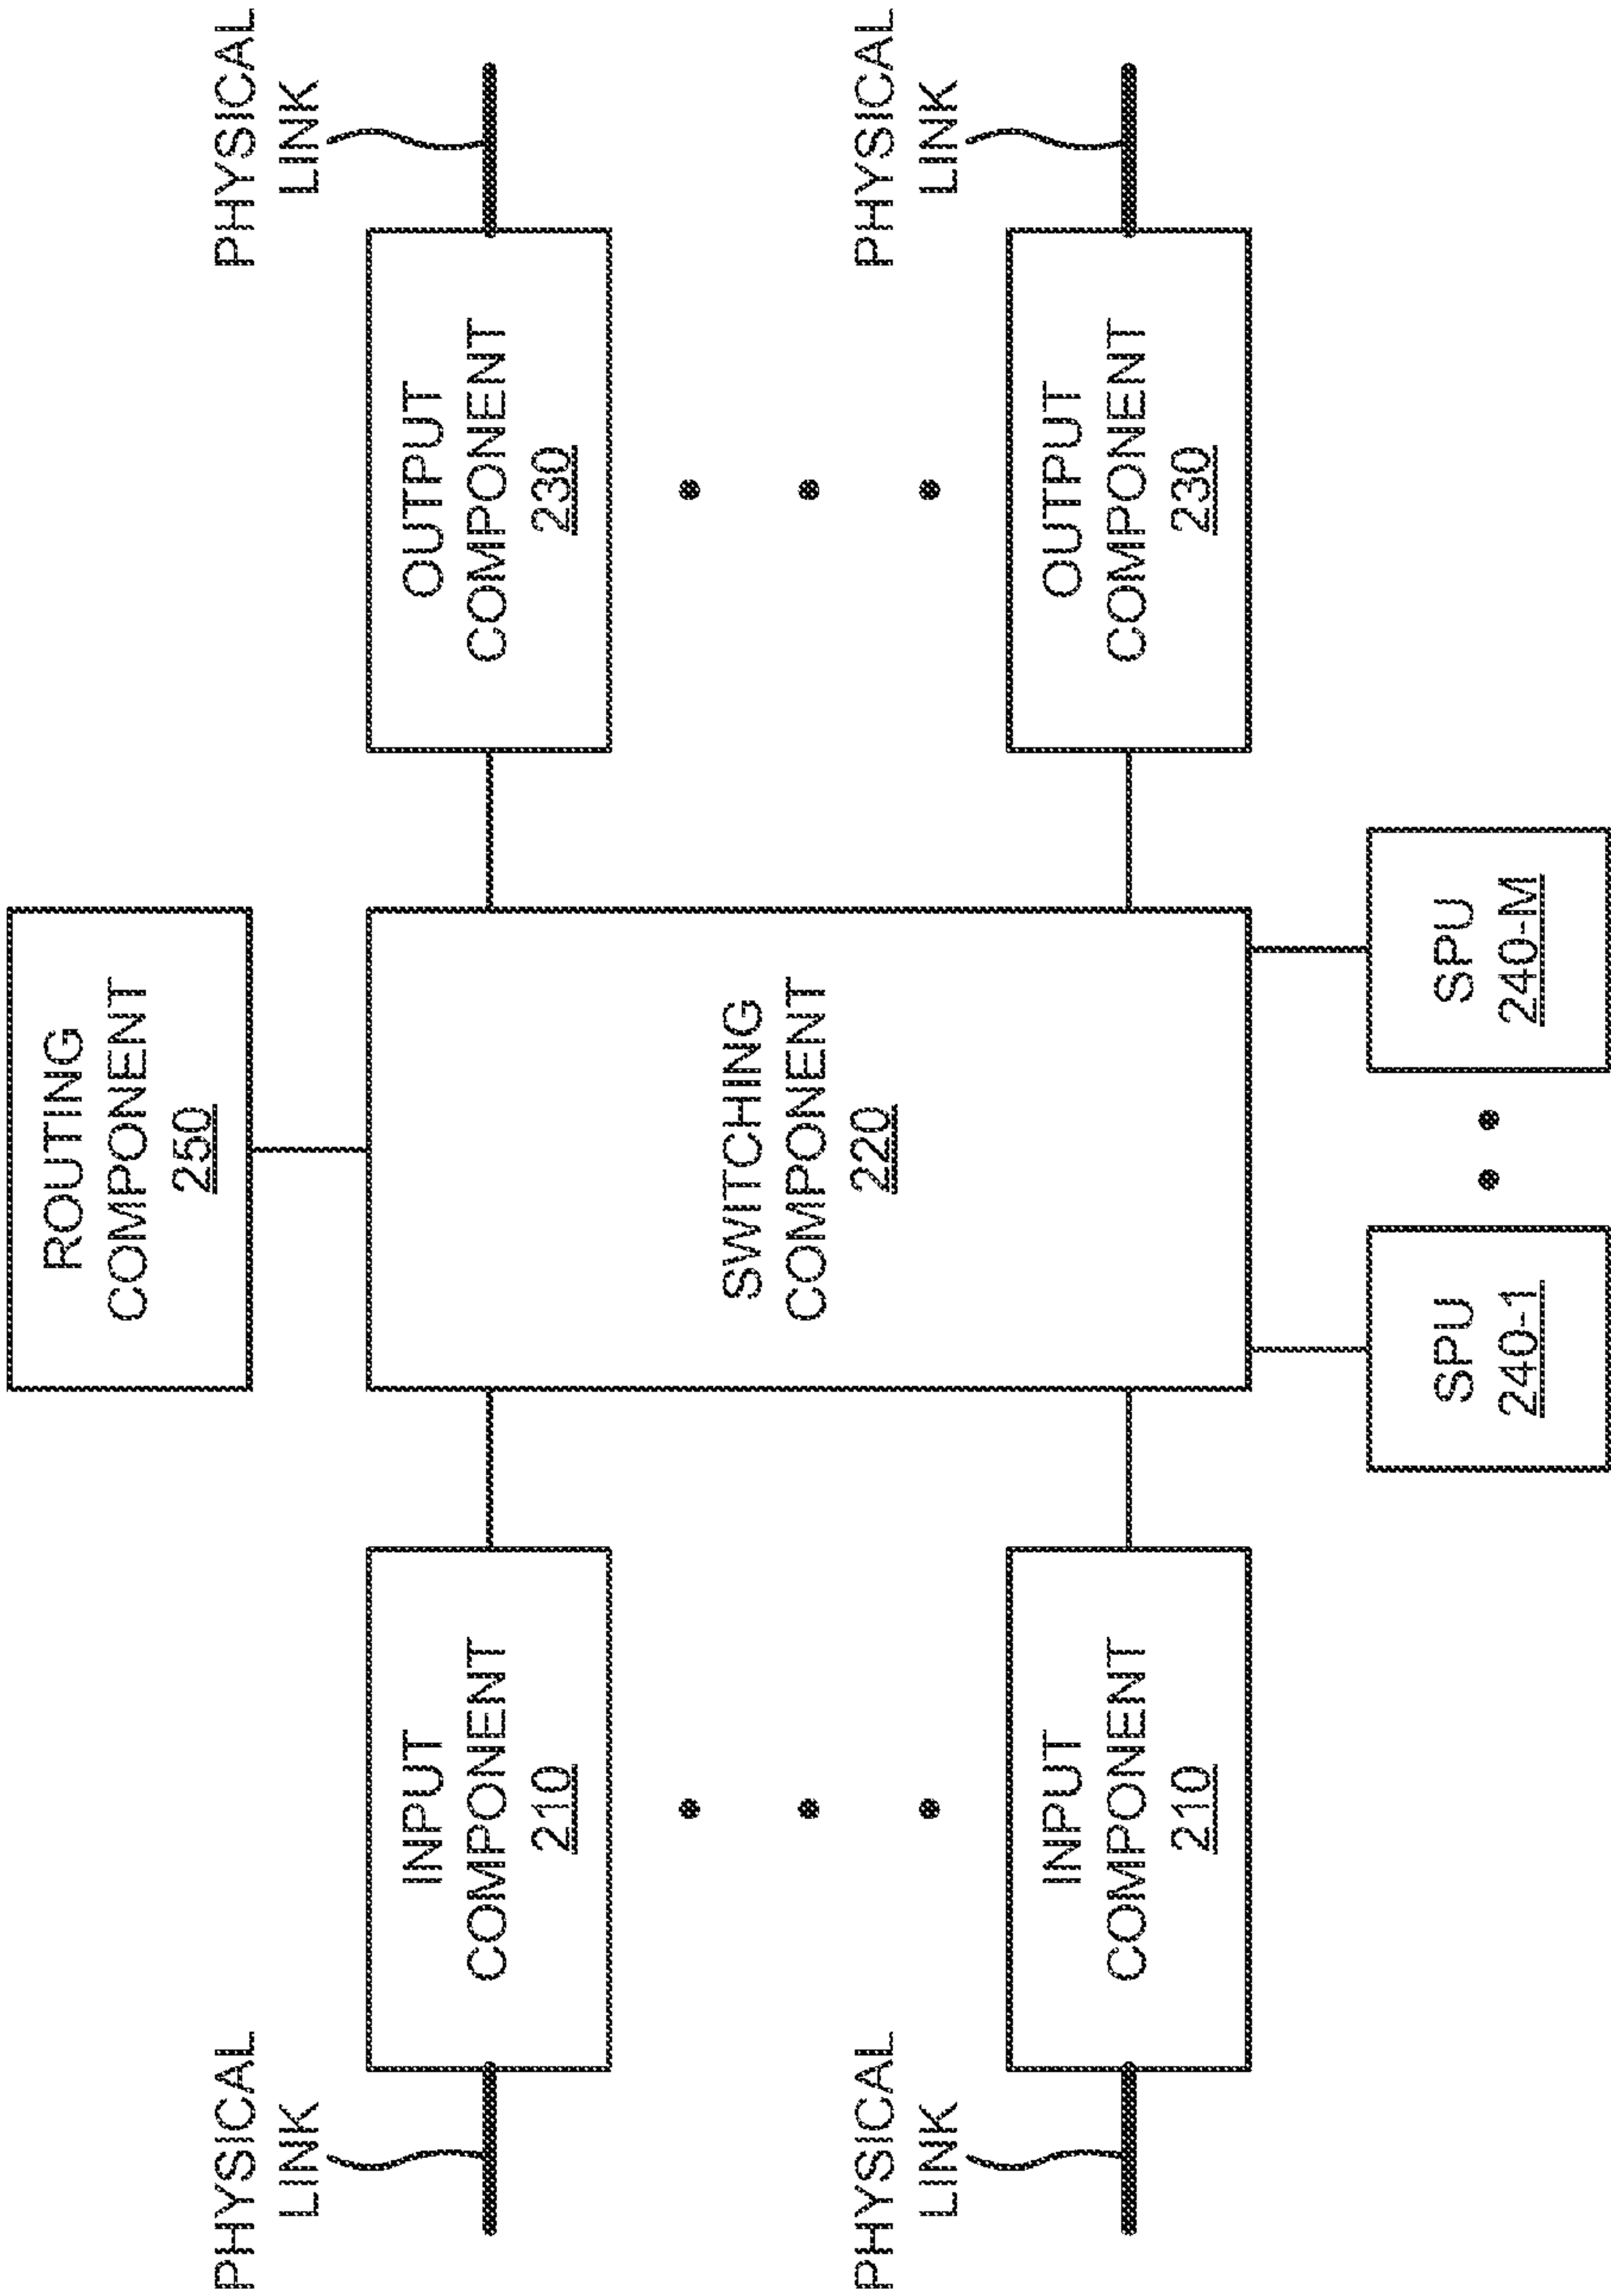 ROUTING
COMPONENT
250
PHYSICAL
LINK
INPUT
COMPONENT
210
SWITCHING
COMPONENT
220
OUTPUT
COMPONENT
230
PHYSICAL
LINK
PHYSICAL
LINK
INPUT
COMPONENT
210
OUTPUT
COMPONENT
230
PHYSICAL
LINK
SPU
240-1
SPU
240-M